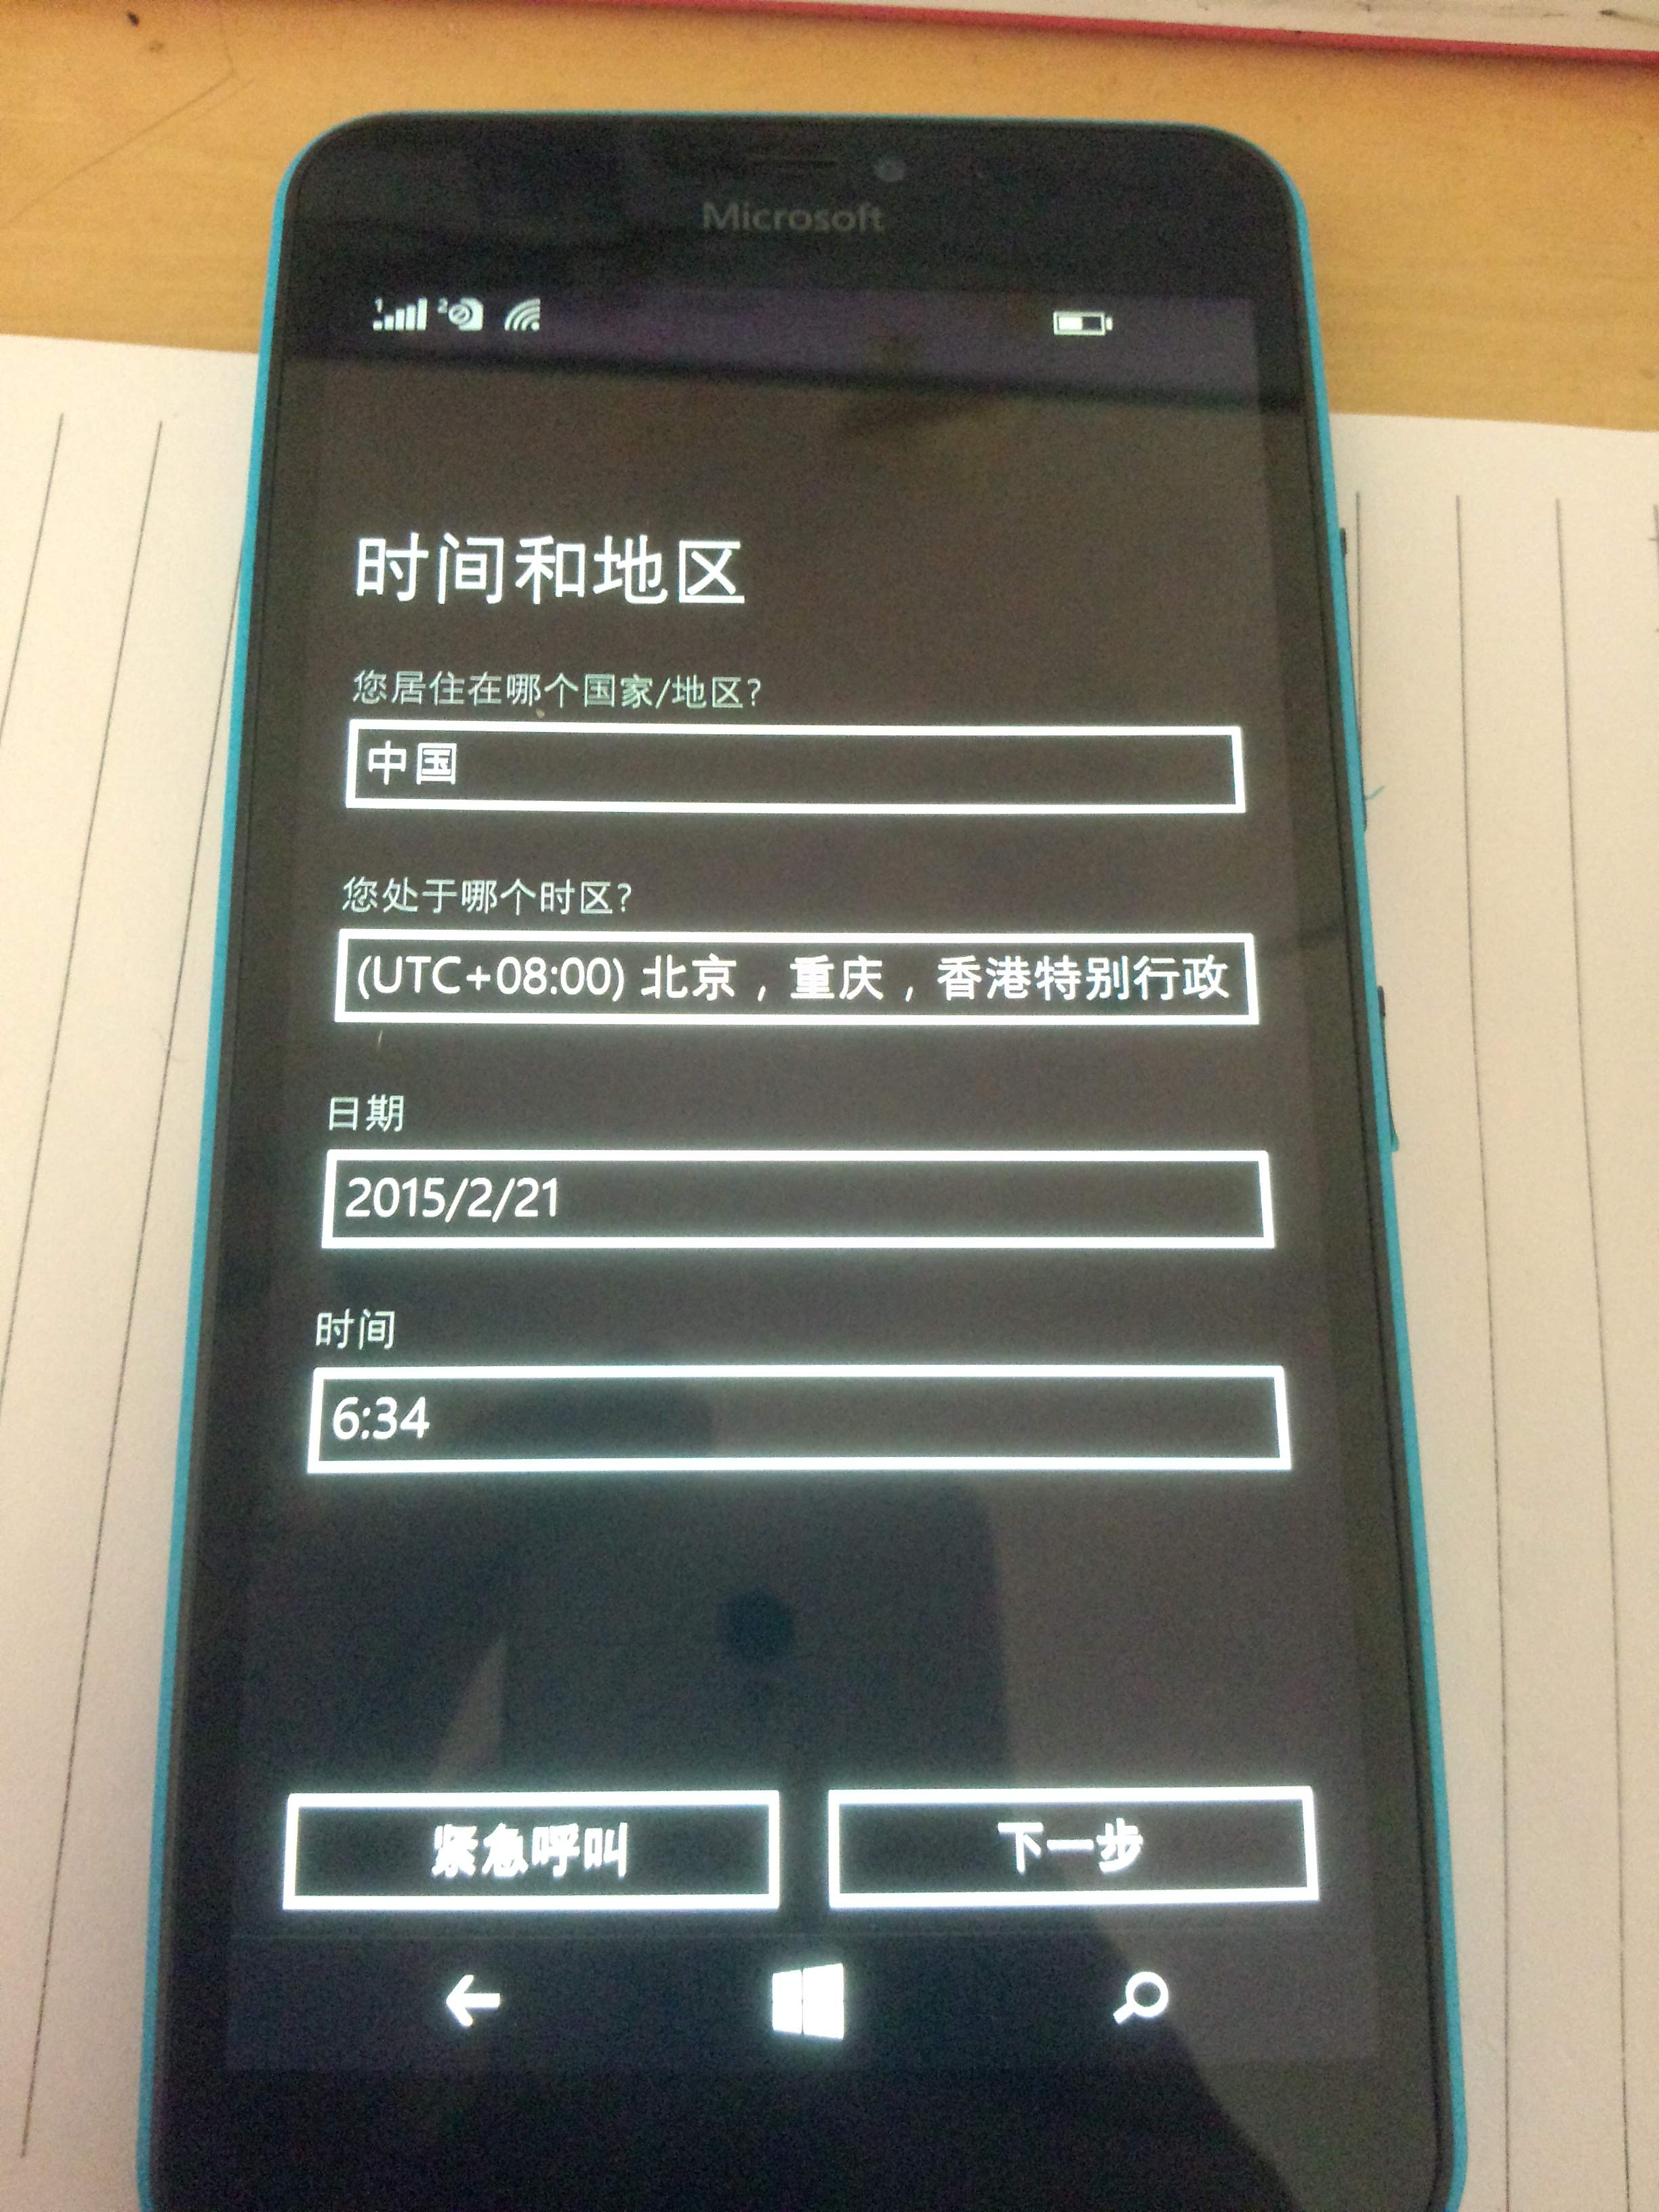 Microsoft
1 2
时间和地区
您居住在哪个国家/地区?
中国
您处于哪个时区?
(UTC+08:00) 北京，重庆，香港特别行政
日期
2015/2/21
时间
6:34
紧急呼叫 下一步